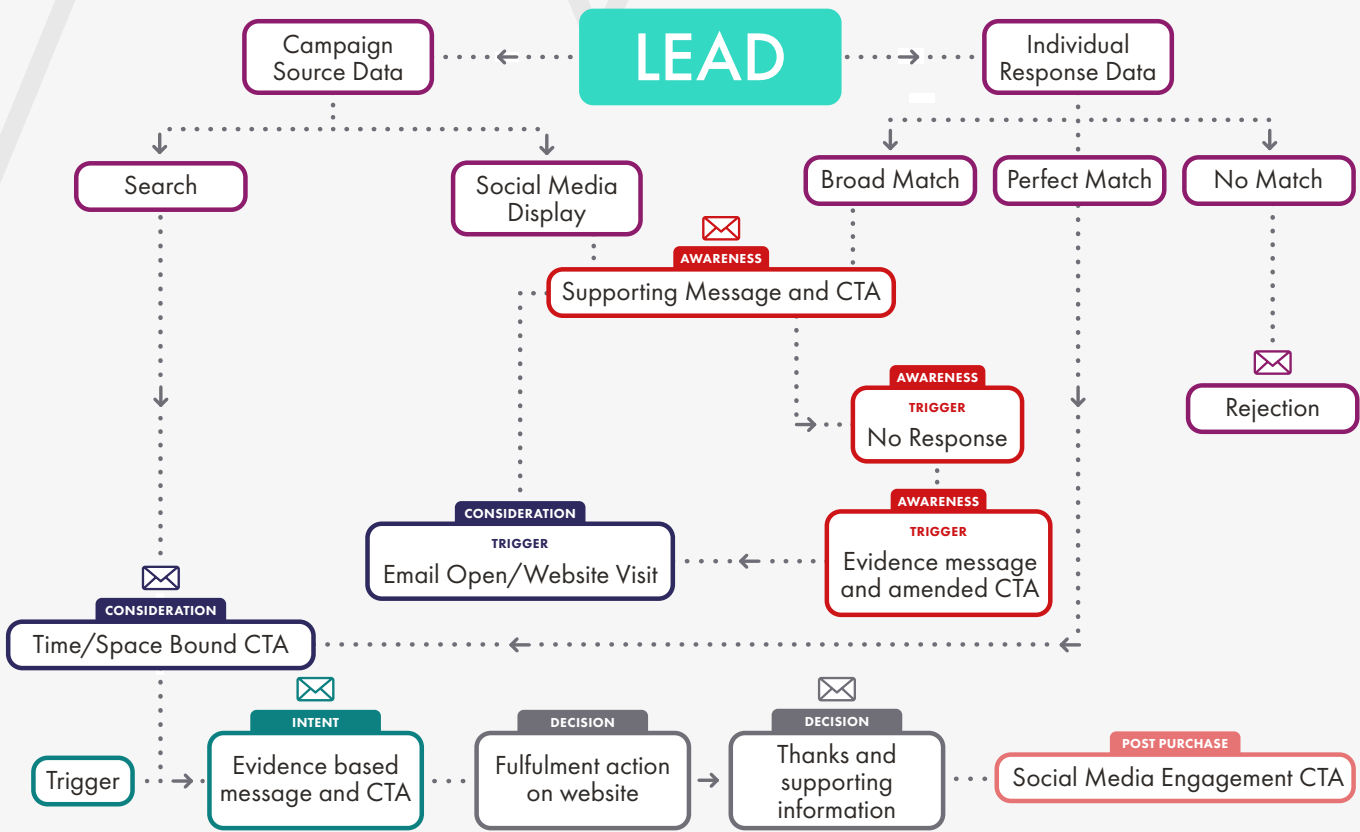 LEAD
Campaign
Source Data
Individual
Response Data
Search
Social Media
Display
Broad Match
Perfect Match
No Match
AWARENESS
Supporting Message and CTA
AWARENESS
TRIGGER
No Response
Rejection
AWARENESS
TRIGGER
Evidence message
and amended CTA
CONSIDERATION
TRIGGER
Email Open/Website Visit
CONSIDERATION
Time/Space Bound CTA
Trigger
INTENT
Evidence based
message and CTA
DECISION
Fulfulment action
on website
DECISION
Thanks and
supporting
information
POST PURCHASE
Social Media Engagement CTA